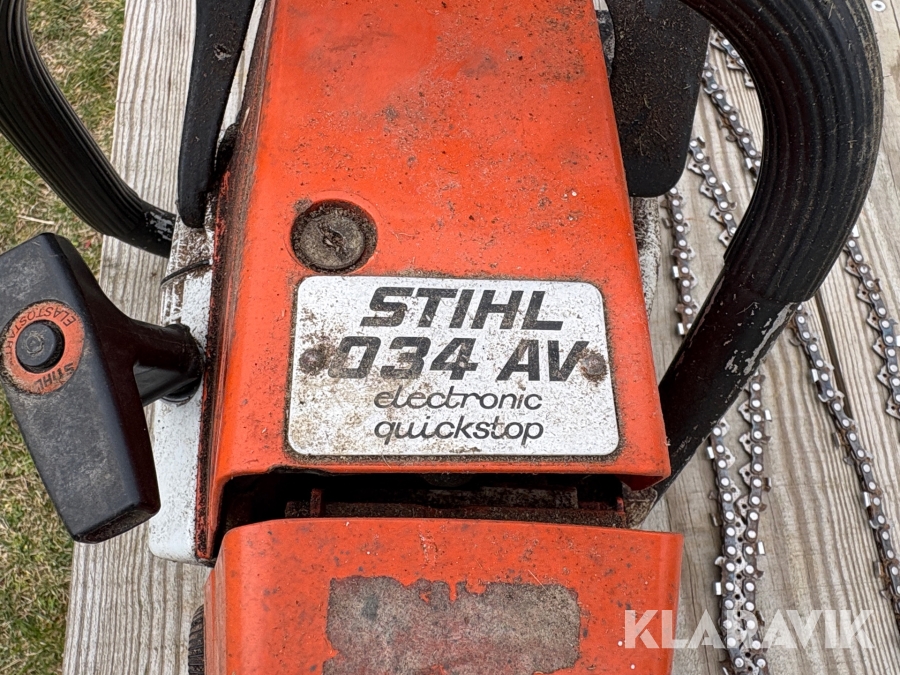 STIHL
034 AV
electronic
quickstop
ELASTOSTART
STIHL
KLARAVIK